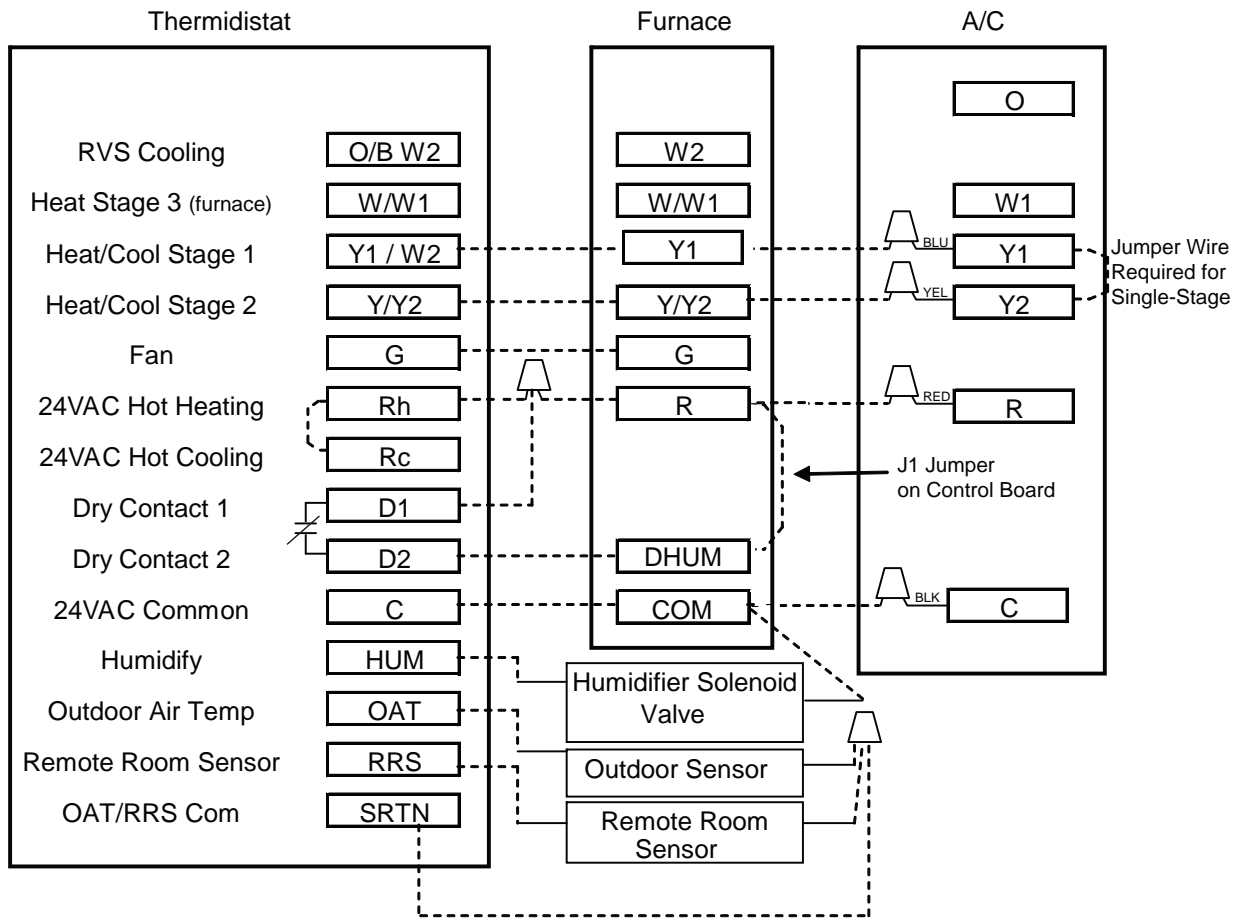 Thermidistat Furnace A/C
O
RVS Cooling O/B W2 W2
Heat Stage 3 (furnace) W/W1 W/W1 W1
Heat/Cool Stage 1 Y1 / W2 Y1 BLU Y1 Jumper Wire
Required for
Heat/Cool Stage 2 Y/Y2 Y/Y2 YEL Y2 Single-Stage
Fan G G
24VAC Hot Heating Rh R RED R
24VAC Hot Cooling Rc
J1 Jumper
on Control Board
Dry Contact 1 D1
Dry Contact 2 D2 DHUM
24VAC Common C COM BLK C
Humidify HUM
Humidifier Solenoid
Valve
Outdoor Air Temp OAT
Outdoor Sensor
Remote Room Sensor RRS
OAT/RRS Com SRTN
Remote Room
Sensor